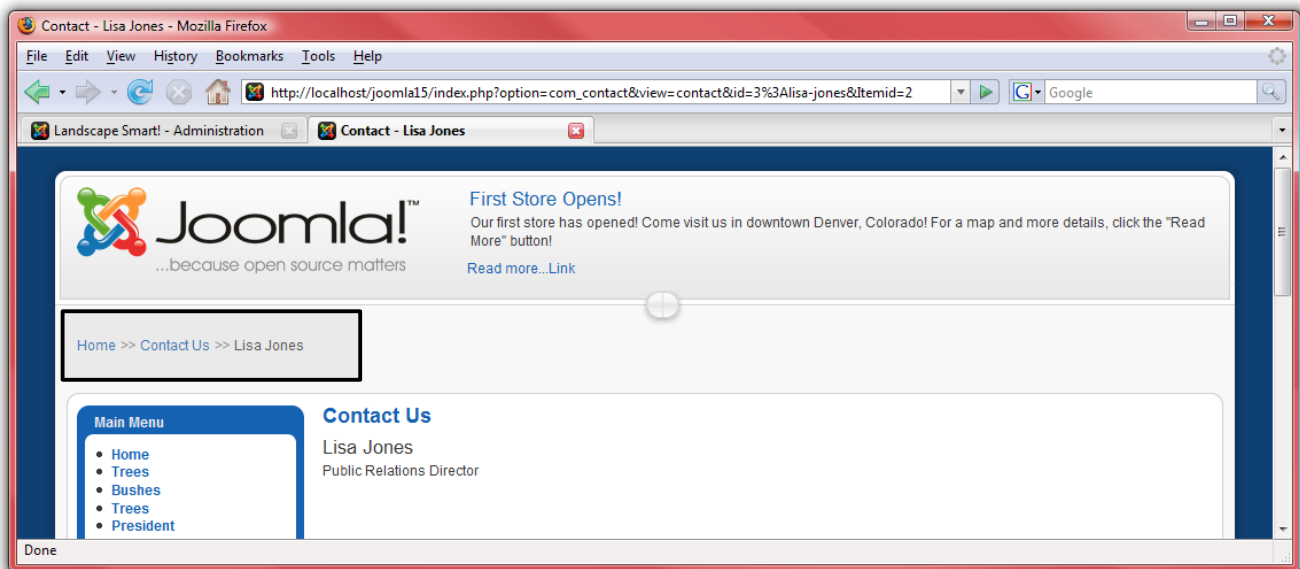 Contact - Lisa Jones - Mozilla Firefox
File Edit View History Bookmarks Tools Help
http://localhost/joomla15/index.php?option=com_contact&view=contact&id=3%3Alisa-jones&Itemid=2
G Google
Landscape Smart! - Administration
Contact - Lisa Jones
Joomla!™
...because open source matters
First Store Opens!
Our first store has opened! Come visit us in downtown Denver, Colorado! For a map and more details, click the "Read
More" button!
Read more...Link
Home >> Contact Us >> Lisa Jones
Main Menu
Home
Trees
Bushes
Trees
President
Contact Us
Lisa Jones
Public Relations Director
Done